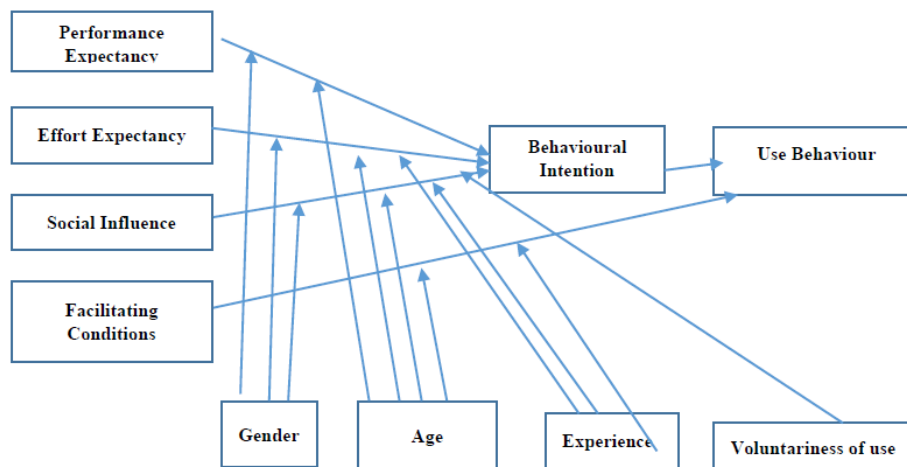 Performance
Expectancy
Effort Expectancy
Behavioural
Intention
Use Behaviour
Social Influence
Facilitating
Conditions
Gender
Age
Experience
Voluntariness of use